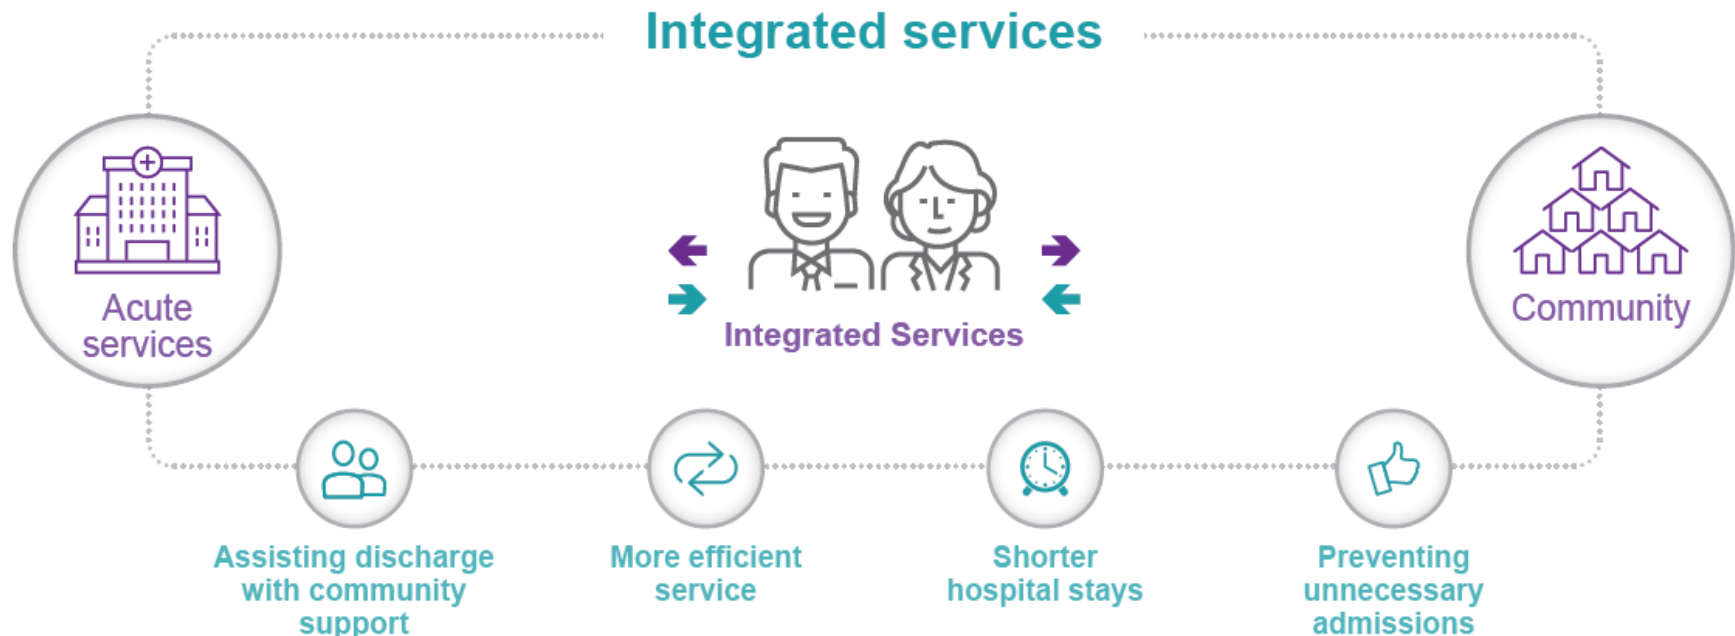 Integrated services
Acute
services
Integrated Services
Community
Assisting discharge
with community
support
More efficient
service
Shorter
hospital stays
Preventing
unnecessary
admissions